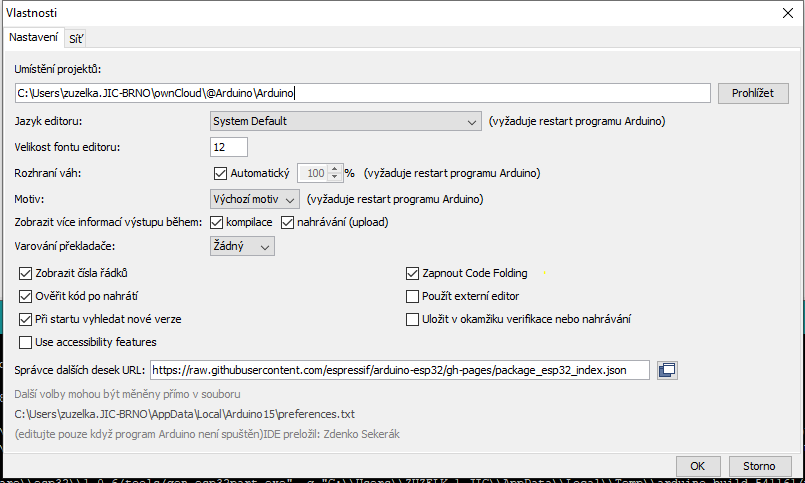 Vlastnosti
Nastavení Síť
Umístění projektů:
C:\Users\zuzelka.JIC-BRNO\ownCloud\@Arduino\Arduino Prohlížet
Jazyk editoru: System Default (vyžaduje restart programu Arduino)
Velikost fontu editoru: 12
Rozhraní váh: Automatický 100 % (vyžaduje restart programu Arduino)
Motiv: Výchozí motiv (vyžaduje restart programu Arduino)
Zobrazit více informací výstupu během: kompilace nahrávání (upload)
Varování překladače: Žádný
Zobrazit čísla řádků Zapnout Code Folding
Ověřit kód po nahrátí Použít externí editor
Při startu vyhledat nové verze Uložit v okamžiku verifikace nebo nahrávání
Use accessibility features
Správce dalších desek URL: https://raw.githubusercontent.com/espressif/arduino-esp32/gh-pages/package_esp32_index.json
Další volby mohou být měněny přímo v souboru
C:\Users\zuzelka.JIC-BRNO\AppData\Local\Arduino15\preferences.txt
(editujte pouze když program Arduino není spuštěn)IDE preložil: Zdenko Sekerák
OK Storno